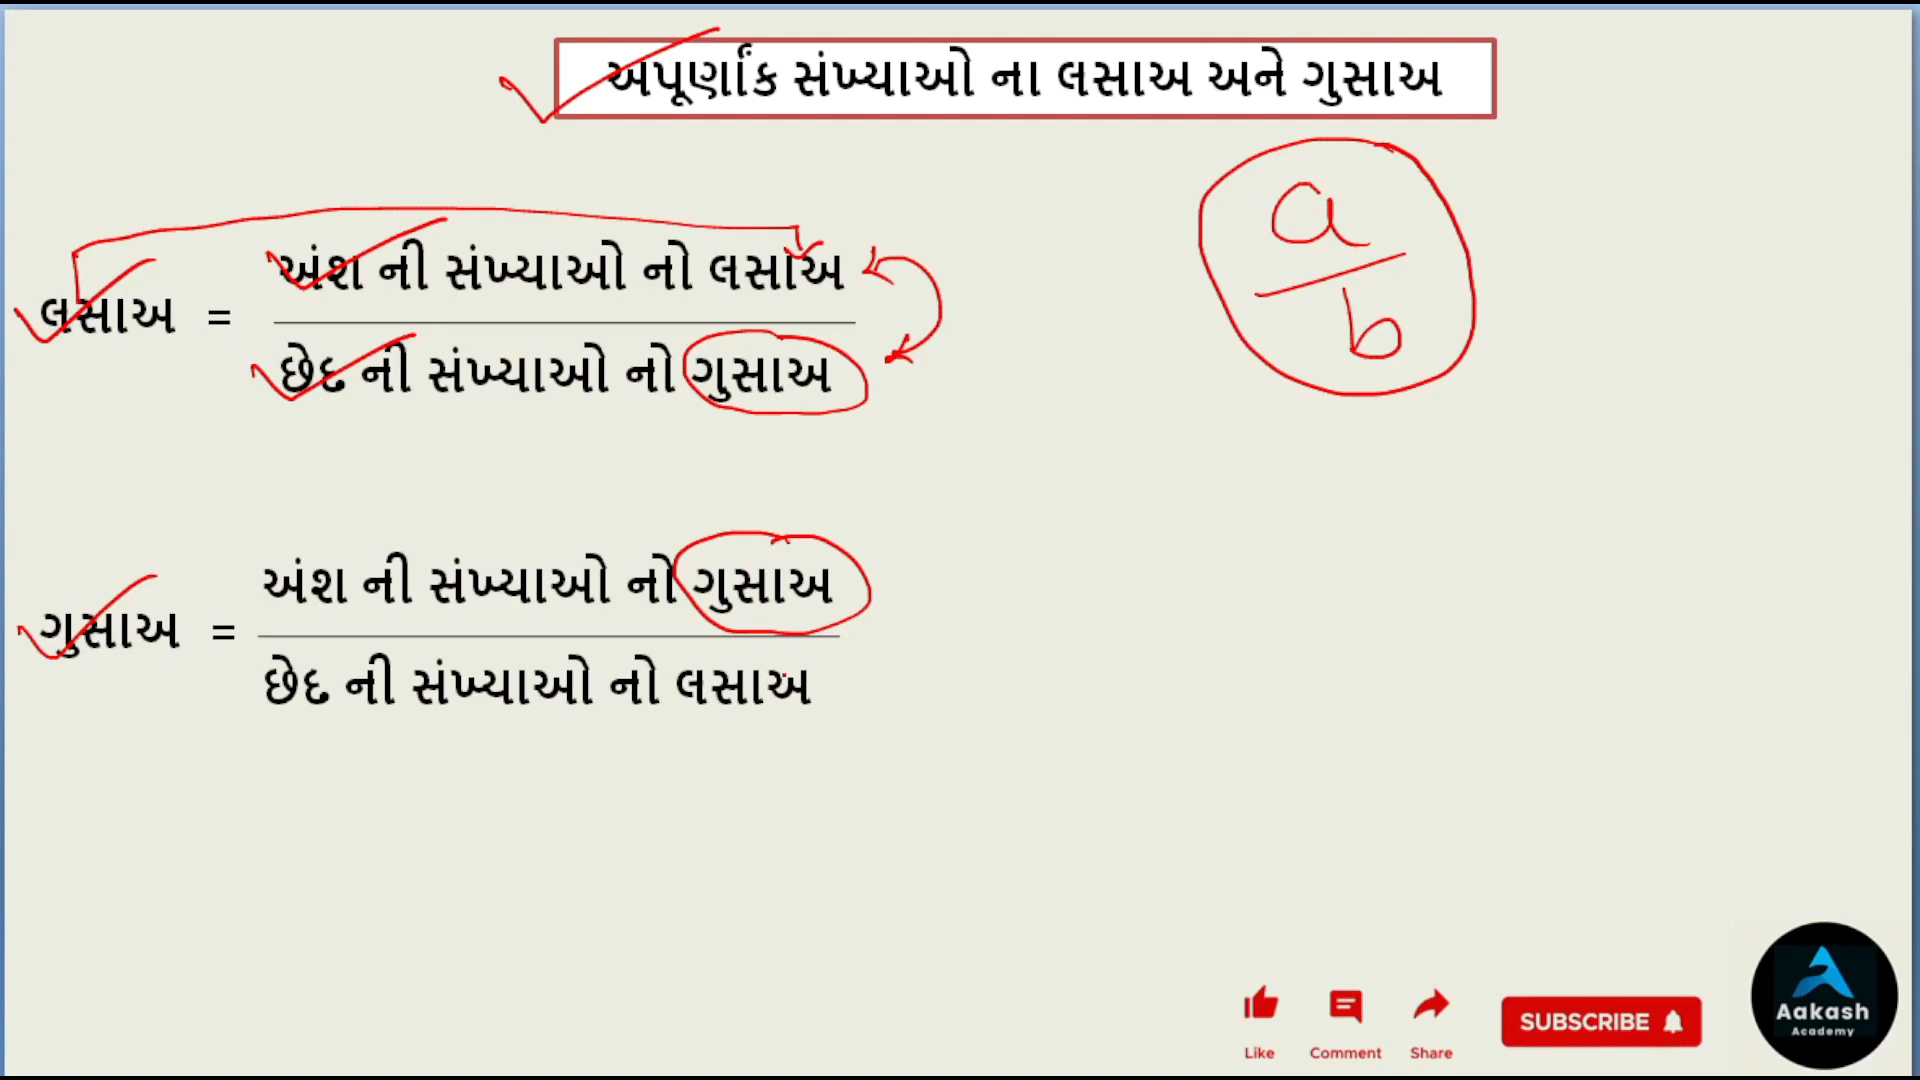 અપૂર્ણાંક સંખ્યાઓ ના લસાઅ અને ગુસાઅ
a
b
અંશ ની સંખ્યાઓ નો લસાઅ
લસાઅ =
છેદ ની સંખ્યાઓ નો ગુસાઅ
અંશ ની સંખ્યાઓ નો ગુસાઅ
ગુસાઅ =
છેદ ની સંખ્યાઓ નો લસાઅ
Like Comment Share
SUBSCRIBE
Aakash
Academy